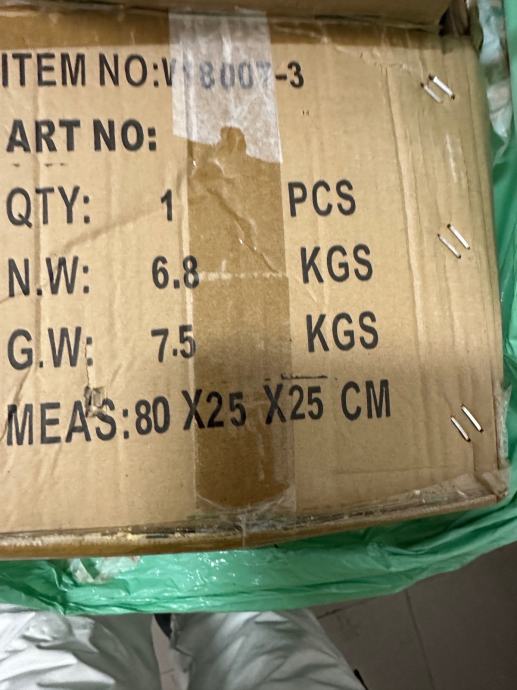 ITEM NO:
ART NO:
QTY: 1 PCS
N.W: 6.8 KGS
G.W: 7.5 KGS
MEAS:80 X25 X25 CM